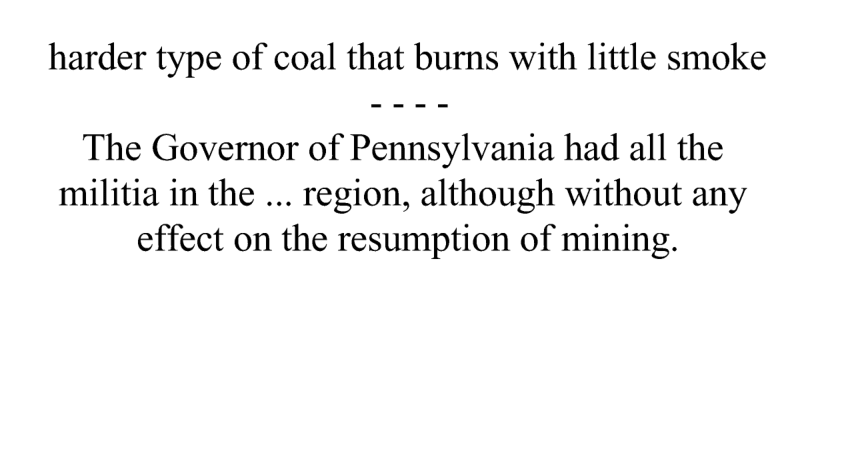 harder type of coal that burns with little smoke
- - - -
The Governor of Pennsylvania had all the
militia in the ... region, although without any
effect on the resumption of mining.